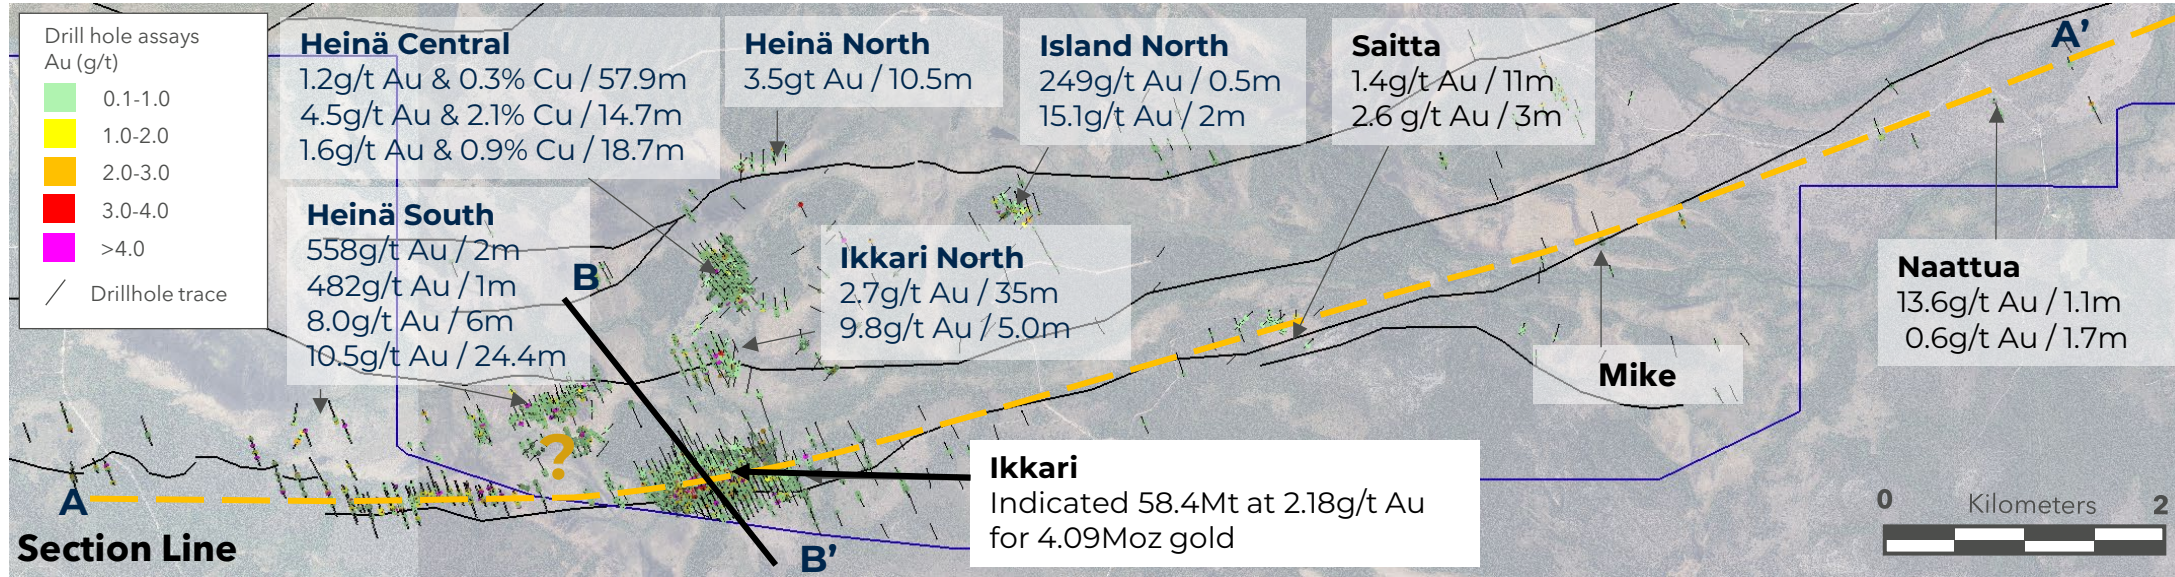 Drill hole assays
Au (g/t)
0.1-1.0
1.0-2.0
2.0-3.0
3.0-4.0
>4.0
Drillhole trace
Heinä Central
1.2g/t Au & 0.3% Cu / 57.9m
4.5g/t Au & 2.1% Cu / 14.7m
1.6g/t Au & 0.9% Cu / 18.7m
Heinä North
3.5gt Au / 10.5m
Island North
249g/t Au / 0.5m
15.1g/t Au / 2m
Saitta
1.4g/t Au / 11m
2.6 g/t Au / 3m
A’
Heinä South
558g/t Au / 2m
482g/t Au / 1m
8.0g/t Au / 6m
10.5g/t Au / 24.4m
B
Ikkari North
2.7g/t Au / 35m
9.8g/t Au / 5.0m
Naattua
13.6g/t Au / 1.1m
0.6g/t Au / 1.7m
Mike
?
A
Section Line
B’
Ikkari
Indicated 58.4Mt at 2.18g/t Au
for 4.09Moz gold
0 Kilometers 2